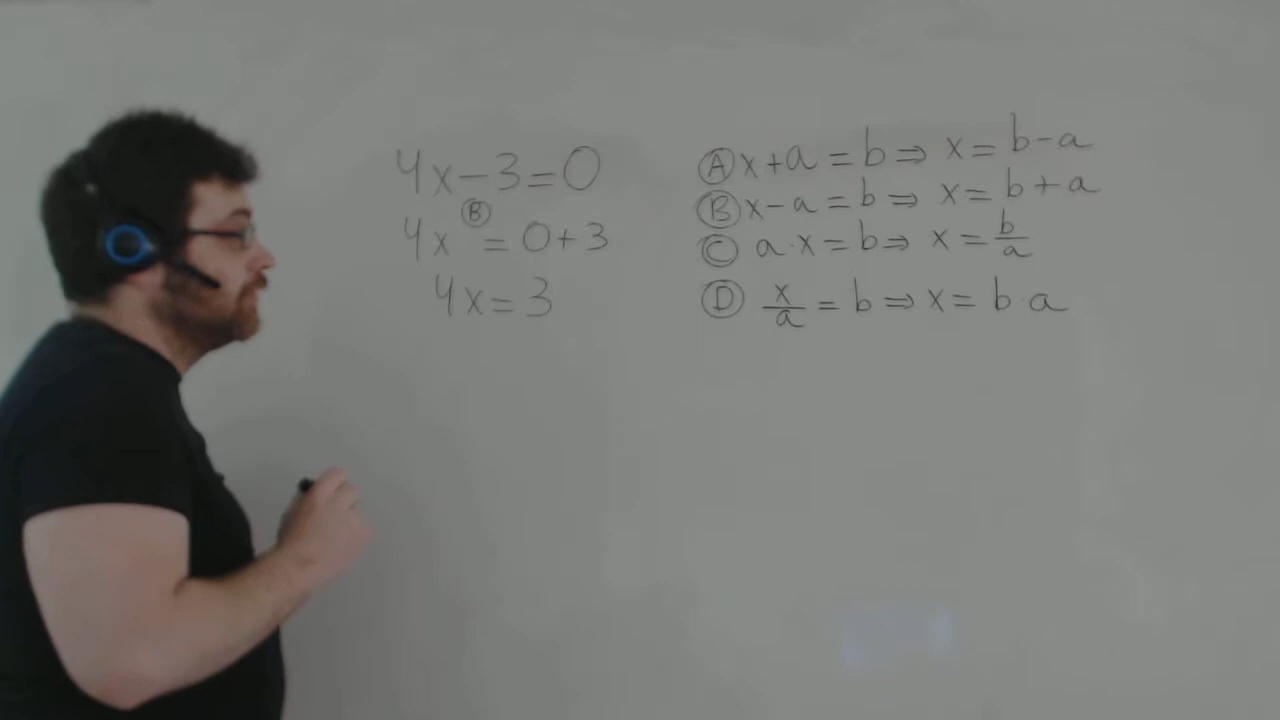 4x-3=0
Ⓑ
4x = 0+3
4x=3
Ⓐ x+a = b ⇒ x = b-a
Ⓑ x-a = b ⇒ x = b+a
Ⓒ a·x = b ⇒ x = b/a
Ⓓ x/a = b ⇒ x = b a